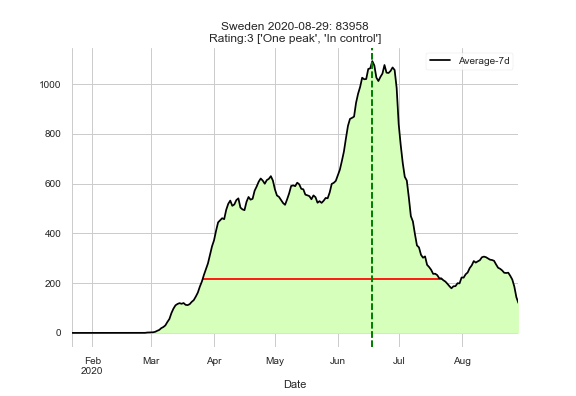 Sweden 2020-08-29: 83958
Rating:3 ['One peak', 'In control']
Average-7d
1000
800
600
400
200
0
Feb Mar Apr May Jun Jul Aug
2020
Date